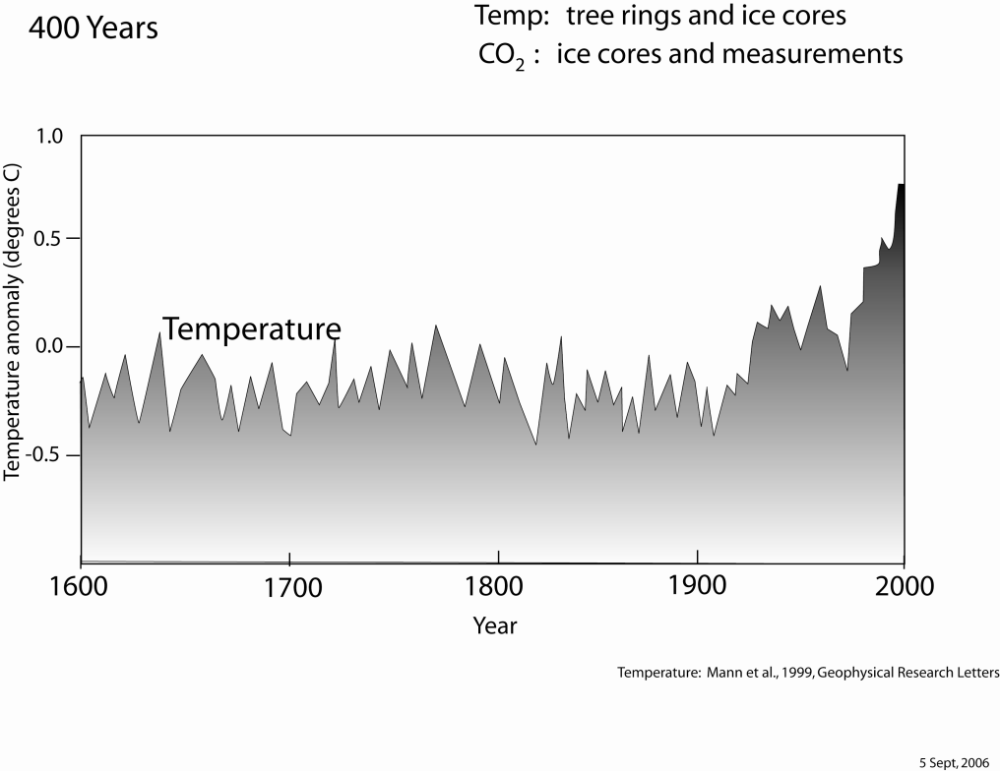 400 Years
Temp: tree rings and ice cores
CO2 : ice cores and measurements
1.0
0.5
0.0
-0.5
Temperature anomaly (degrees C)
Temperature
1600
1700
1800
1900
2000
Year
Temperature: Mann et al., 1999, Geophysical Research Letters
5 Sept, 2006